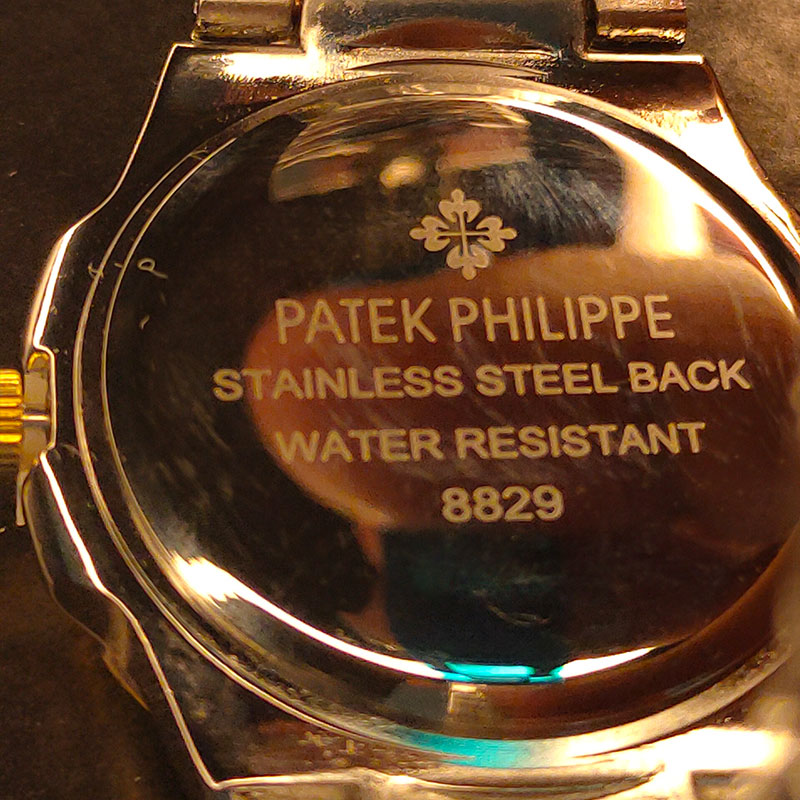 PATEK PHILIPPE
STAINLESS STEEL BACK
WATER RESISTANT
8829